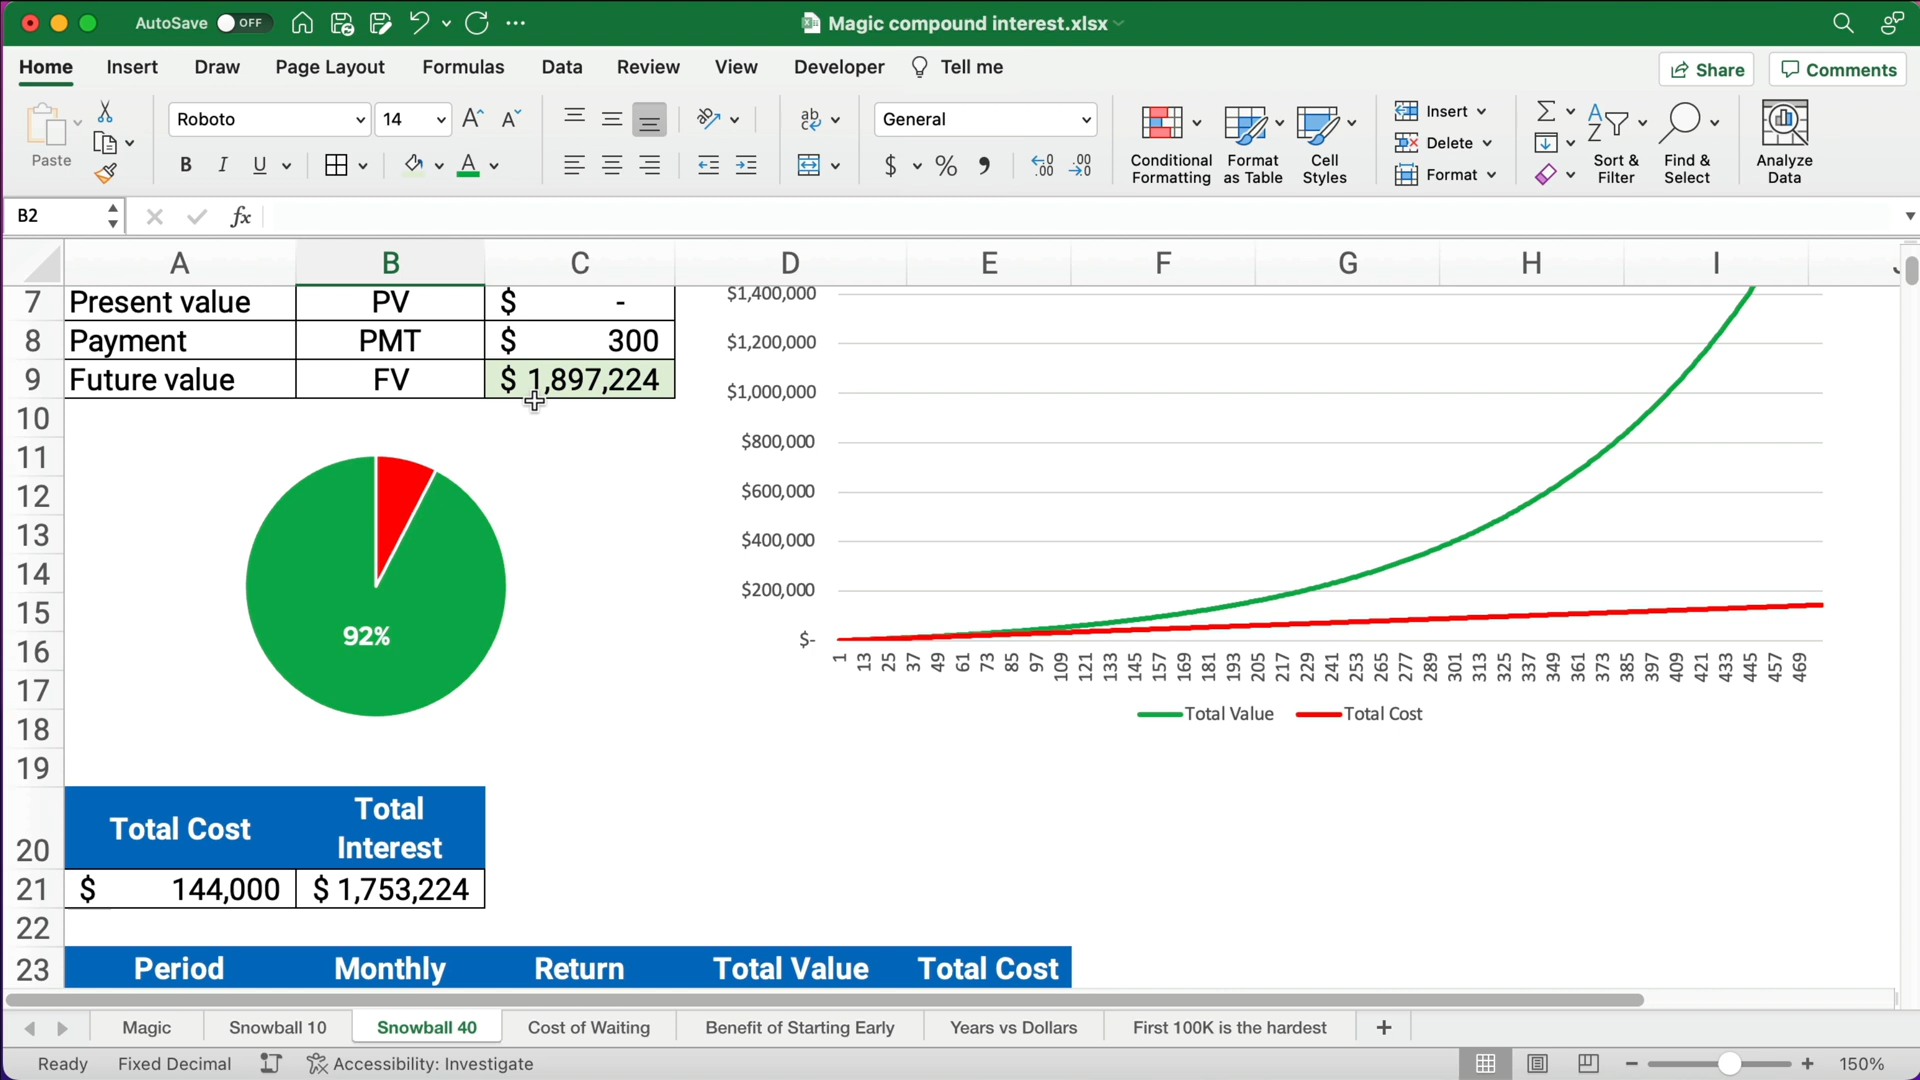 AutoSave OFF
Magic compound interest.xlsx
Home Insert Draw Page Layout Formulas Data Review View Developer Tell me
Share Comments
Paste
Roboto 14
B I U A
ab
General
$ % 9
Conditional Formatting
Format as Table
Cell Styles
Insert
Delete
Format
Sort & Filter
Find & Select
Analyze Data
B2 fx
A B C D E F G H I
7 Present value PV $ -
8 Payment PMT $ 300
9 Future value FV $ 1,897,224
10
11
12
13
14
15
16
17
18
19
92%
$1,400,000
$1,200,000
$1,000,000
$800,000
$600,000
$400,000
$200,000
$-
1 13 25 37 49 61 73 85 97 109 121 133 145 157 169 181 193 205 217 229 241 253 265 277 289 301 313 325 337 349 361 373 385 397 409 421 433 445 457 469
Total Value Total Cost
20 Total Cost Total Interest
21 $ 144,000 $ 1,753,224
22
23 Period Monthly Return Total Value Total Cost
Magic Snowball 10 Snowball 40 Cost of Waiting Benefit of Starting Early Years vs Dollars First 100K is the hardest +
Ready Fixed Decimal Accessibility: Investigate
150%